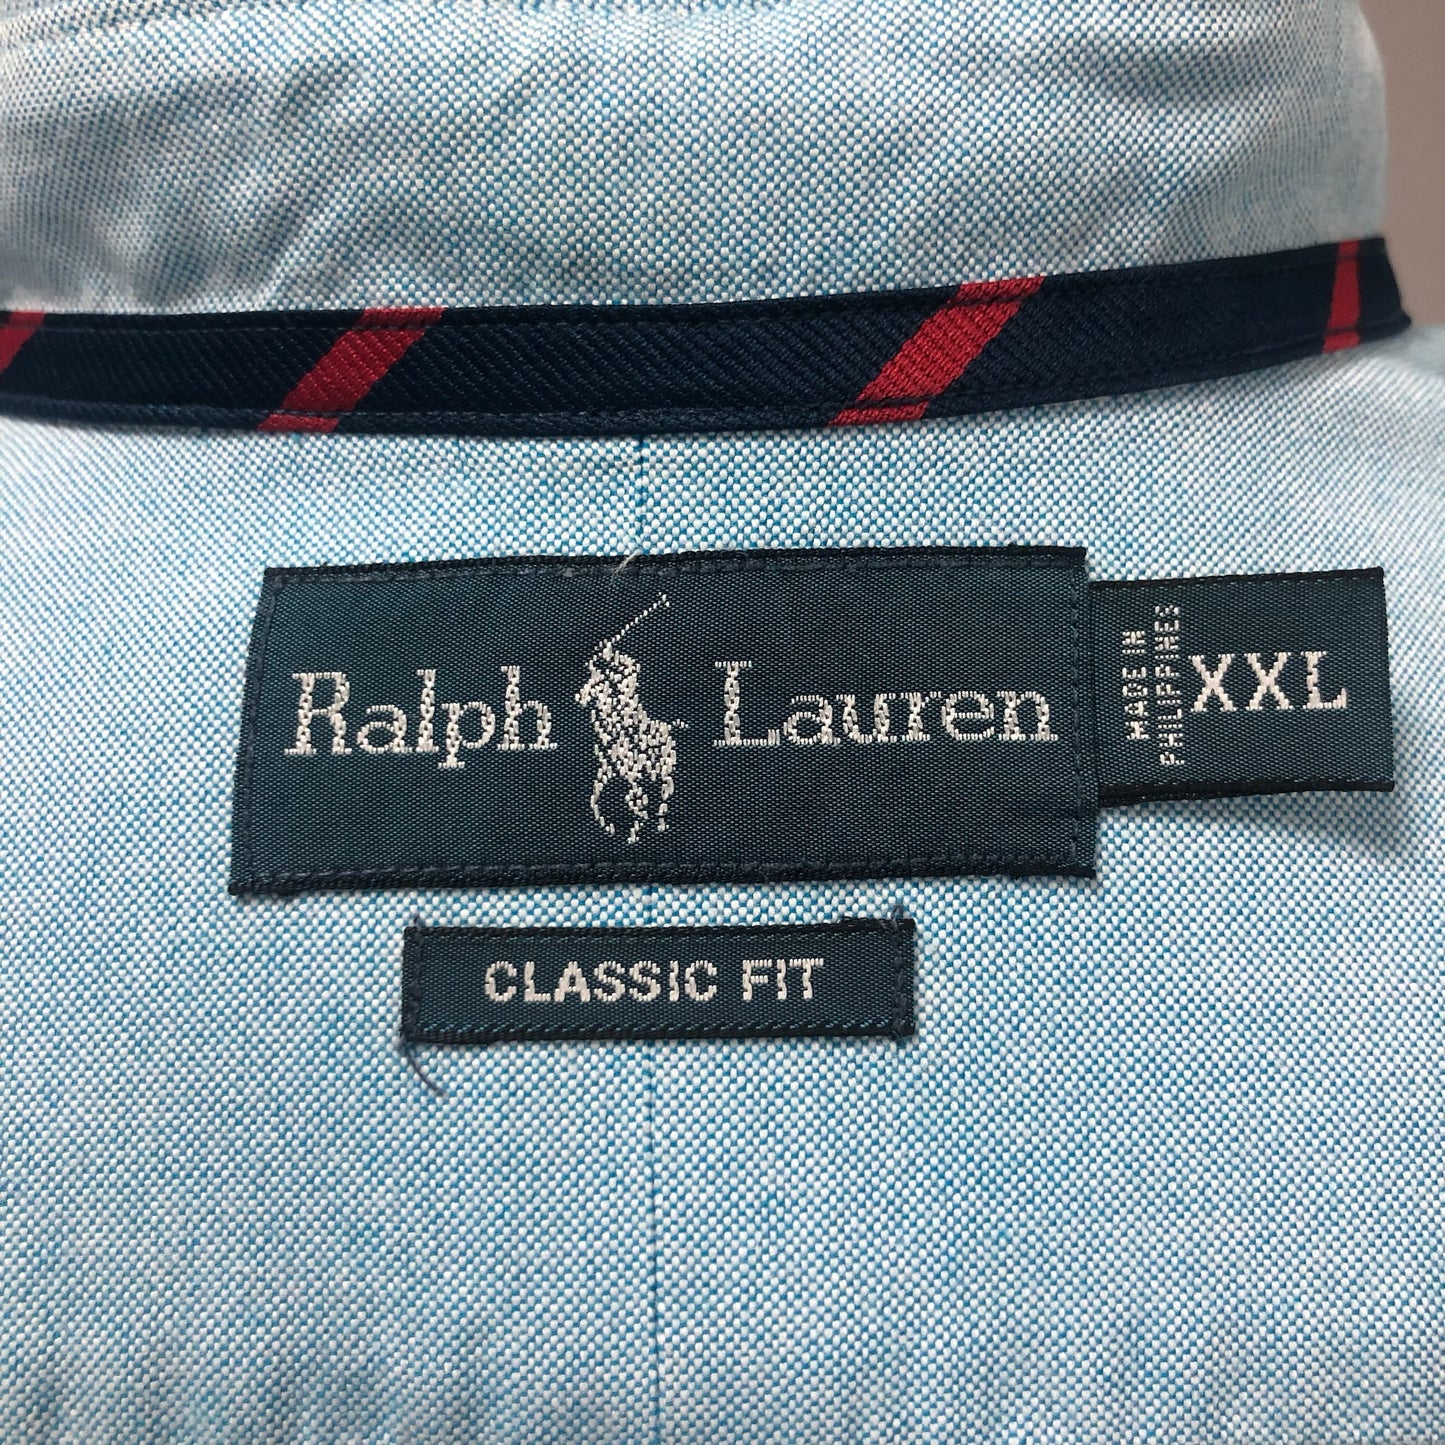 Ralph Lauren
MADE IN
PHILIPPINES
XXL
CLASSIC FIT